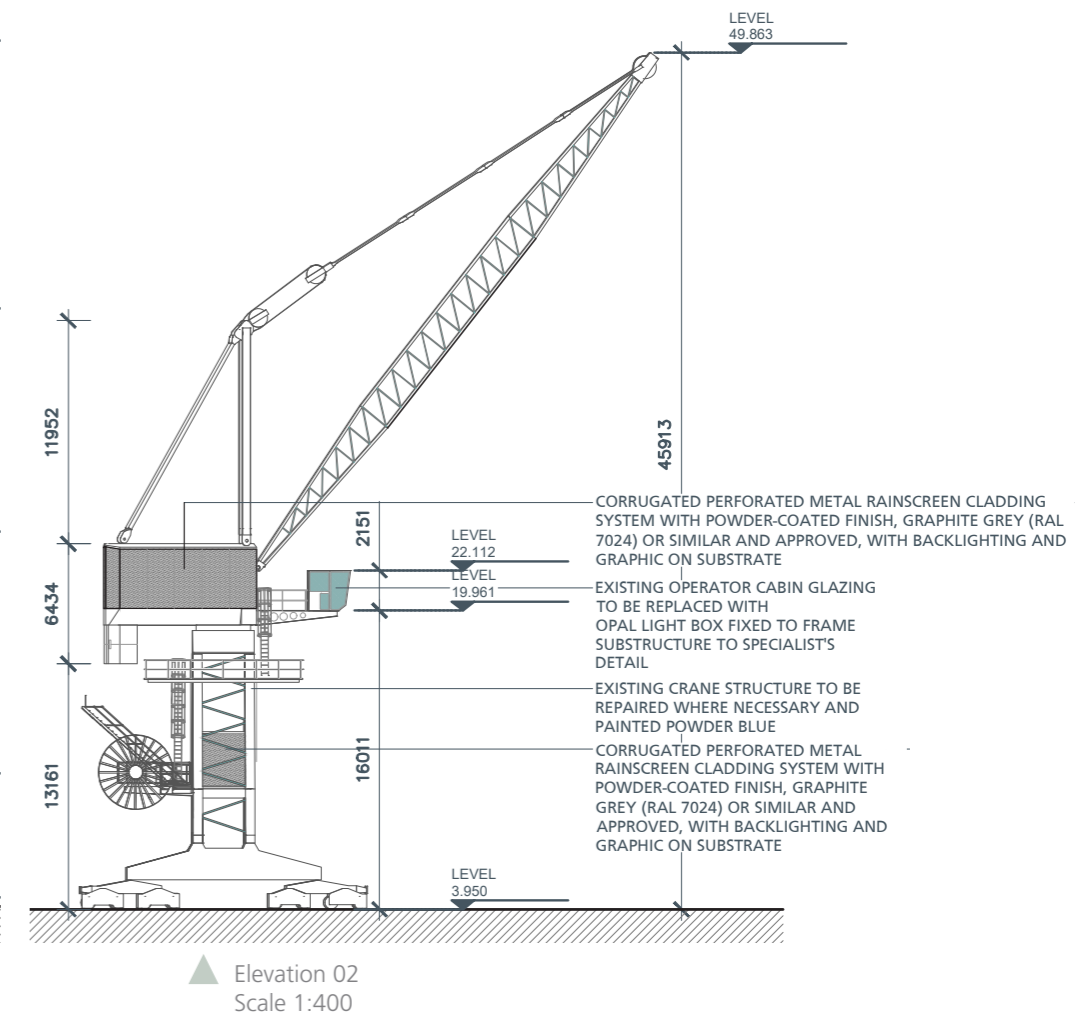 LEVEL
49.863
11952
45913
2151
6434
13161
16011
LEVEL
22.112
LEVEL
19.961
LEVEL
3.950
CORRUGATED PERFORATED METAL RAINSCREEN CLADDING
SYSTEM WITH POWDER-COATED FINISH, GRAPHITE GREY (RAL
7024) OR SIMILAR AND APPROVED, WITH BACKLIGHTING AND
GRAPHIC ON SUBSTRATE
EXISTING OPERATOR CABIN GLAZING
TO BE REPLACED WITH
OPAL LIGHT BOX FIXED TO FRAME
SUBSTRUCTURE TO SPECIALIST'S
DETAIL
EXISTING CRANE STRUCTURE TO BE
REPAIRED WHERE NECESSARY AND
PAINTED POWDER BLUE
CORRUGATED PERFORATED METAL
RAINSCREEN CLADDING SYSTEM WITH
POWDER-COATED FINISH, GRAPHITE
GREY (RAL 7024) OR SIMILAR AND
APPROVED, WITH BACKLIGHTING AND
GRAPHIC ON SUBSTRATE
Elevation 02
Scale 1:400